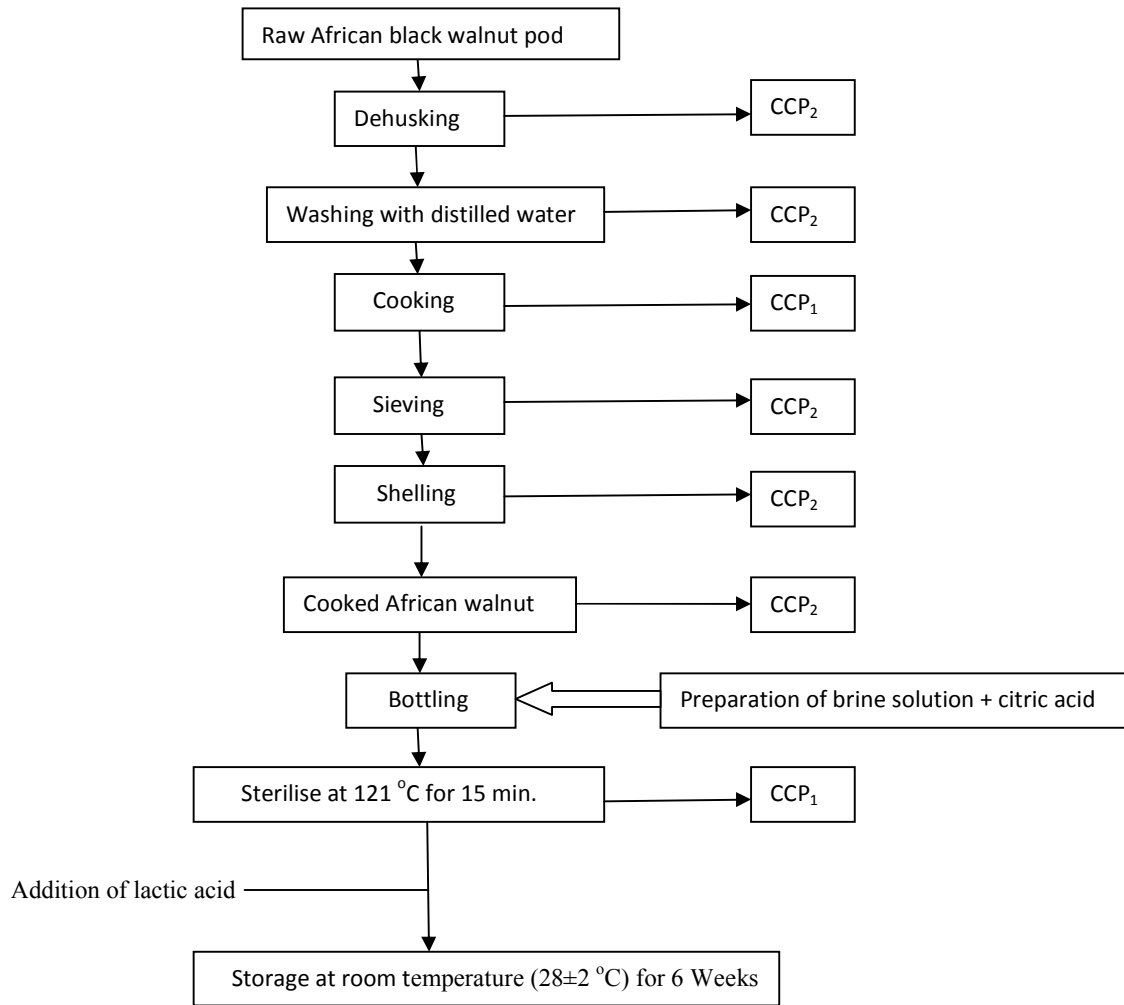 Raw African black walnut pod
Dehusking
CCP₂
Washing with distilled water
CCP₂
Cooking
CCP₁
Sieving
CCP₂
Shelling
CCP₂
Cooked African walnut
CCP₂
Bottling
Preparation of brine solution + citric acid
Sterilise at 121 °C for 15 min.
CCP₁
Addition of lactic acid
Storage at room temperature (28±2 °C) for 6 Weeks